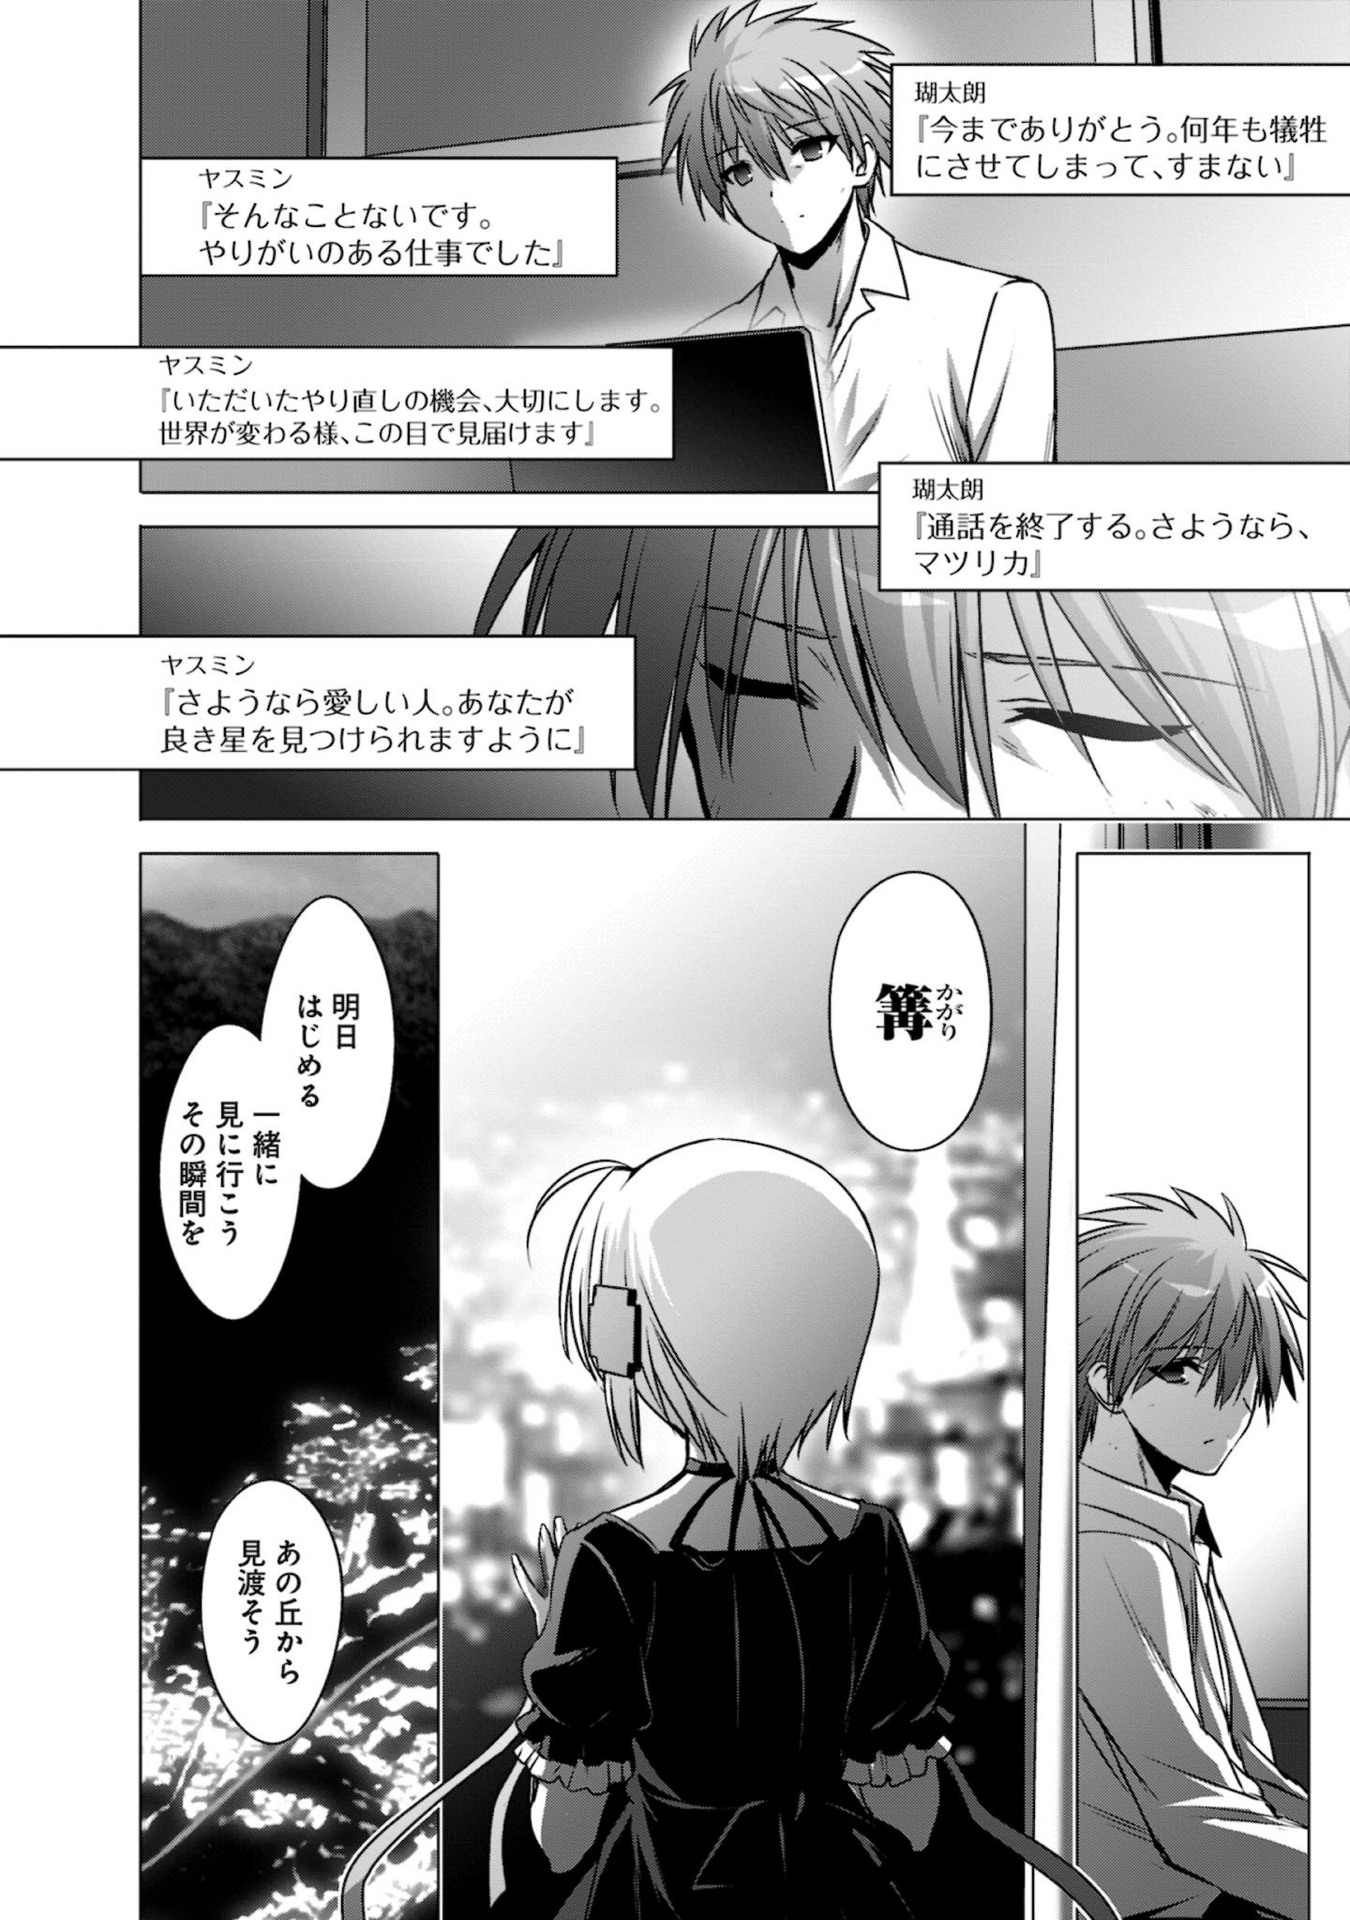 瑚太朗
『今までありがとう。何年も犠牲
にさせてしまって、すまない』
ヤスミン
『そんなことないです。
やりがいのある仕事でした』
ヤスミン
『いただいたやり直しの機会、大切にします。
世界が変わる様、この目で見届けます』
瑚太朗
『通話を終了する。さようなら、
マツリカ』
ヤスミン
『さようなら愛しい人。あなたが
良き星を見つけられますように』
篝
かがり
明日
はじめる
一緒に
見に行こう
その瞬間を
あの丘から
見渡そう